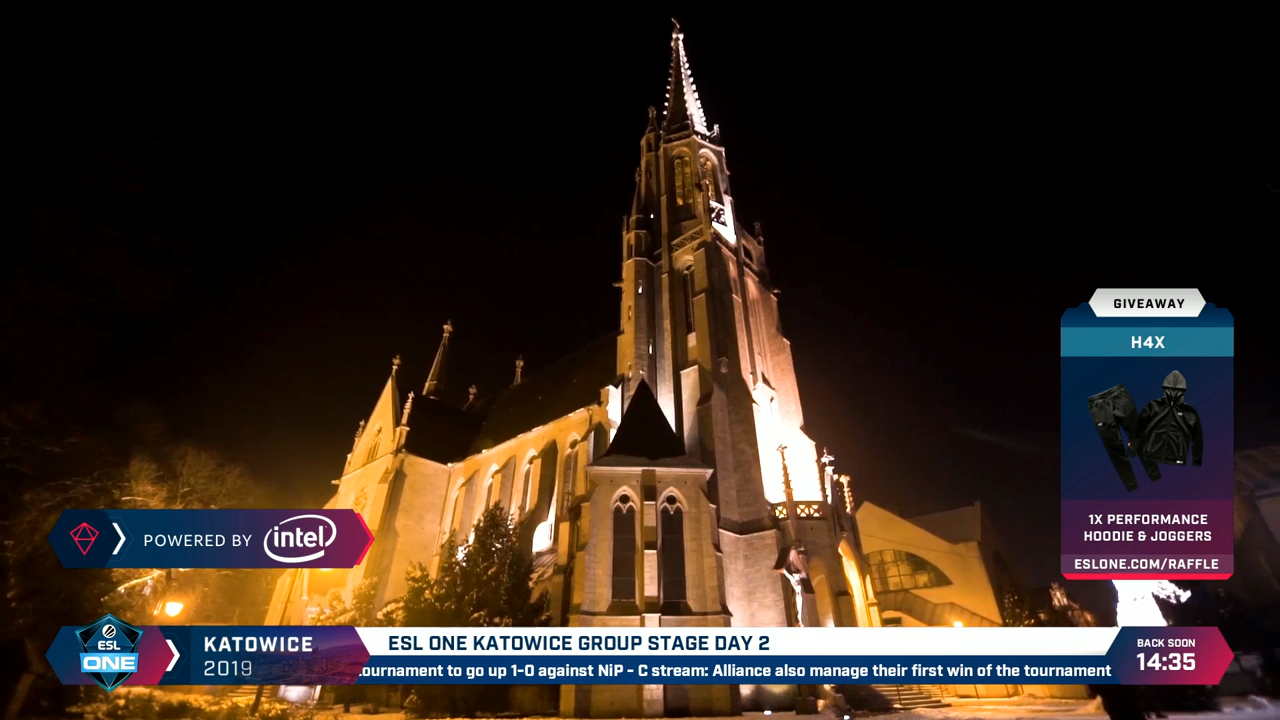 GIVEAWAY
H4X
1X PERFORMANCE
HOODIE & JOGGERS
ESLONE.COM/RAFFLE
POWERED BY intel
ESL
ONE
KATOWICE
2019
ESL ONE KATOWICE GROUP STAGE DAY 2
ournament to go up 1-0 against NiP - C stream: Alliance also manage their first win of the tournament
BACK SOON
14:35